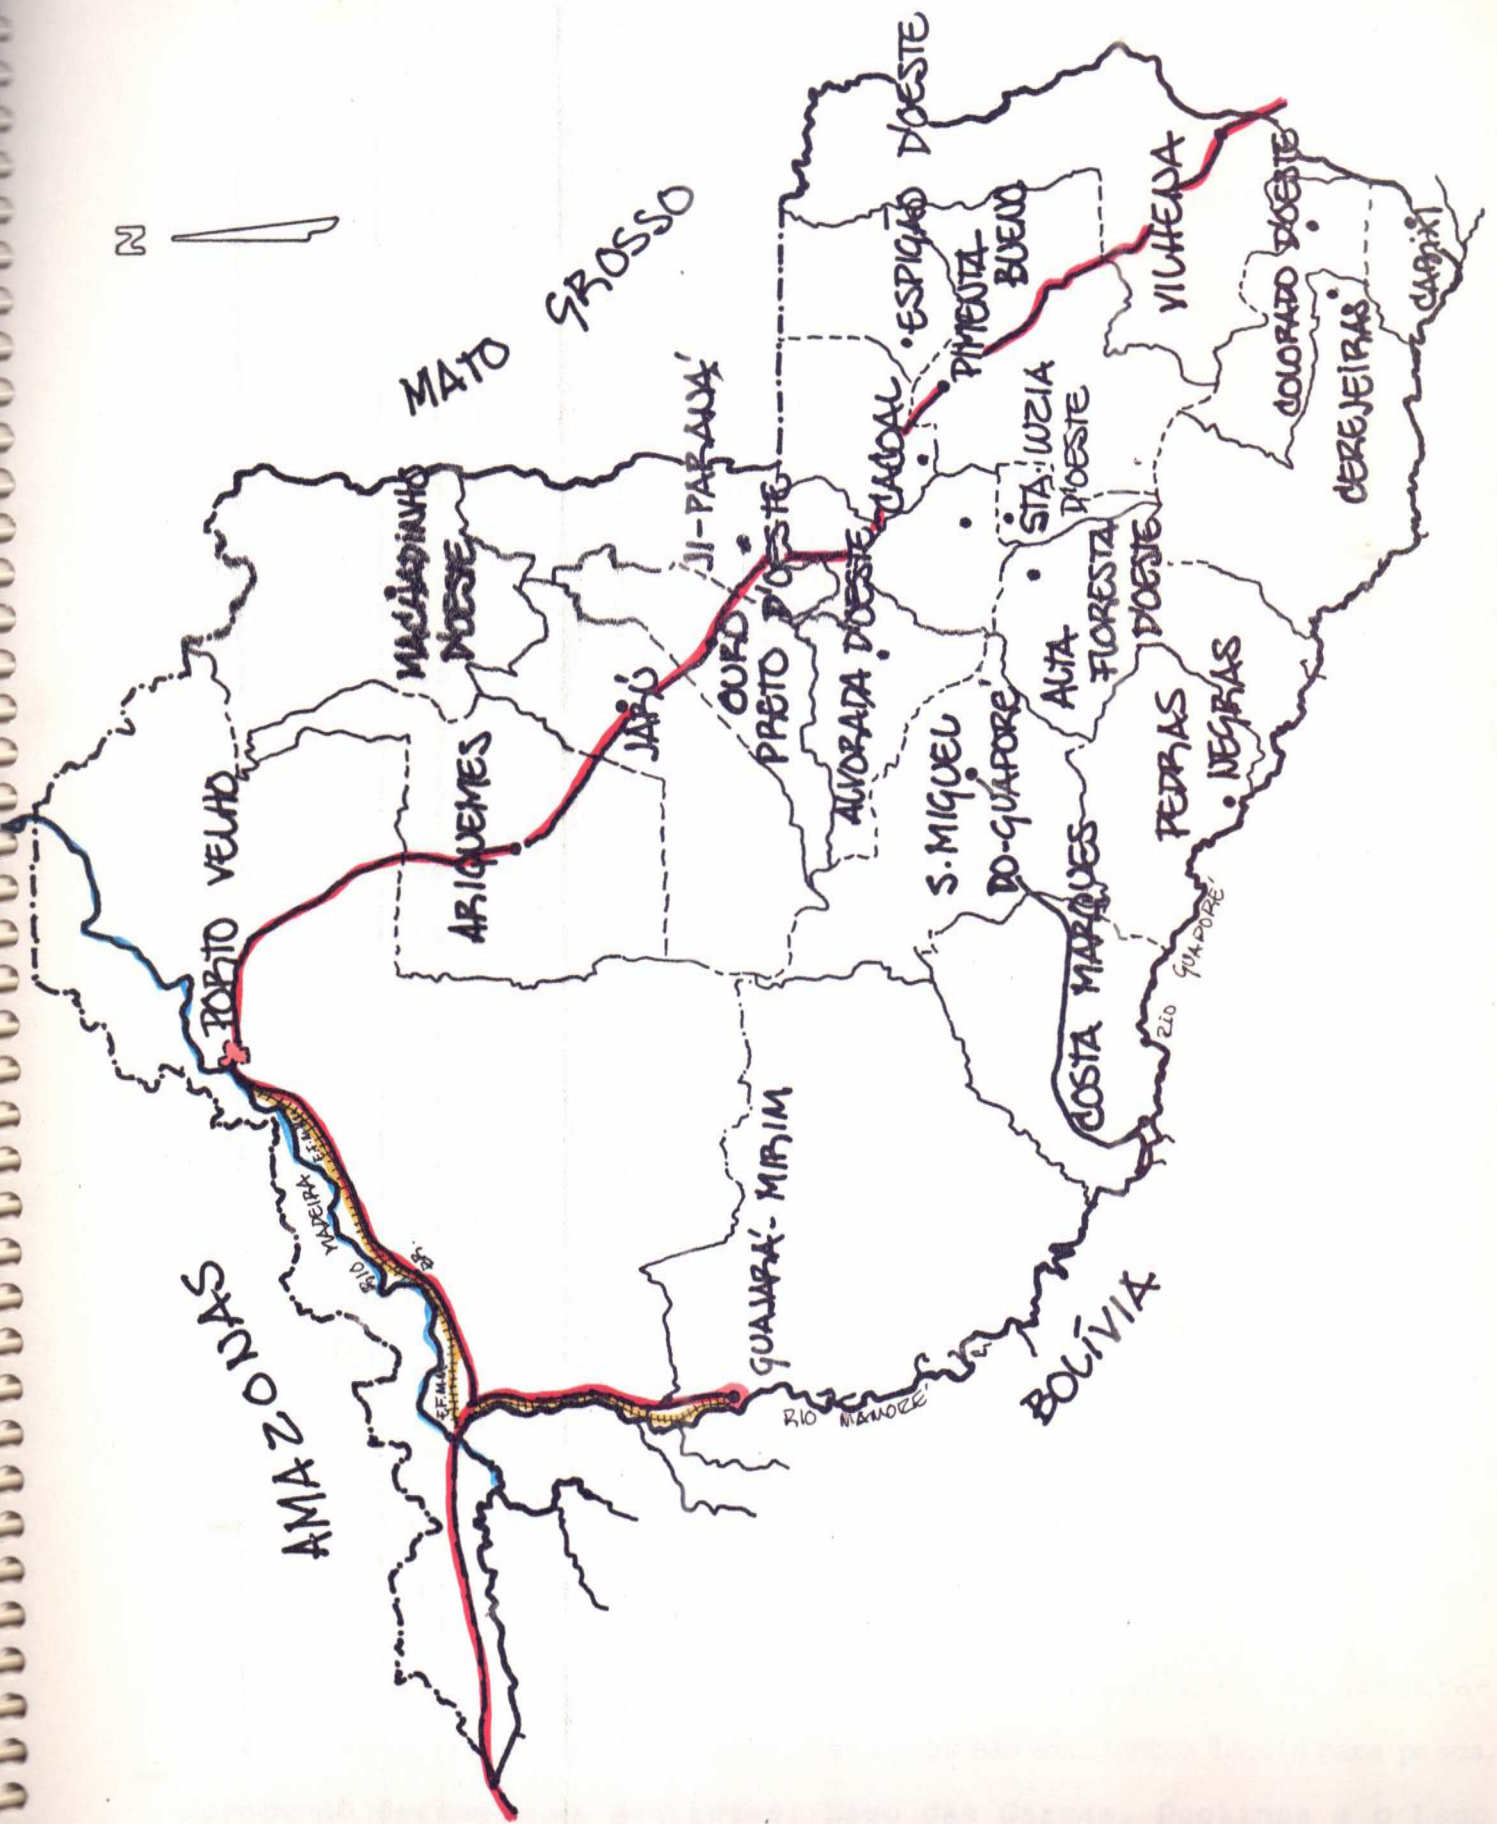 N
MATO
GROSSO
AMAZONAS
BOLÍVIA
PORTO VELHO
MACHADINHO
D'OESTE
ARIQUEMES
JARÚ
JI-PARANÁ
OURO
PRETO D'OESTE
ALVORADA D'OESTE
CACOAL
ESPIGÃO D'OESTE
PIMENTA-
BUENO
STA. LUZIA
D'OESTE
ALTA
FLORESTA
D'OESTE
S. MIGUEL
DO-GUAPORÉ
COSTA MARQUES
PEDRAS
NEGRAS
VILHENA
COLORADO D'OESTE
CEREJEIRAS
CABIXI
GUAJARÁ-MIRIM
RIO MADEIRA
E.F.M.M.
RIO MAMORÉ
RIO GUAPORÉ